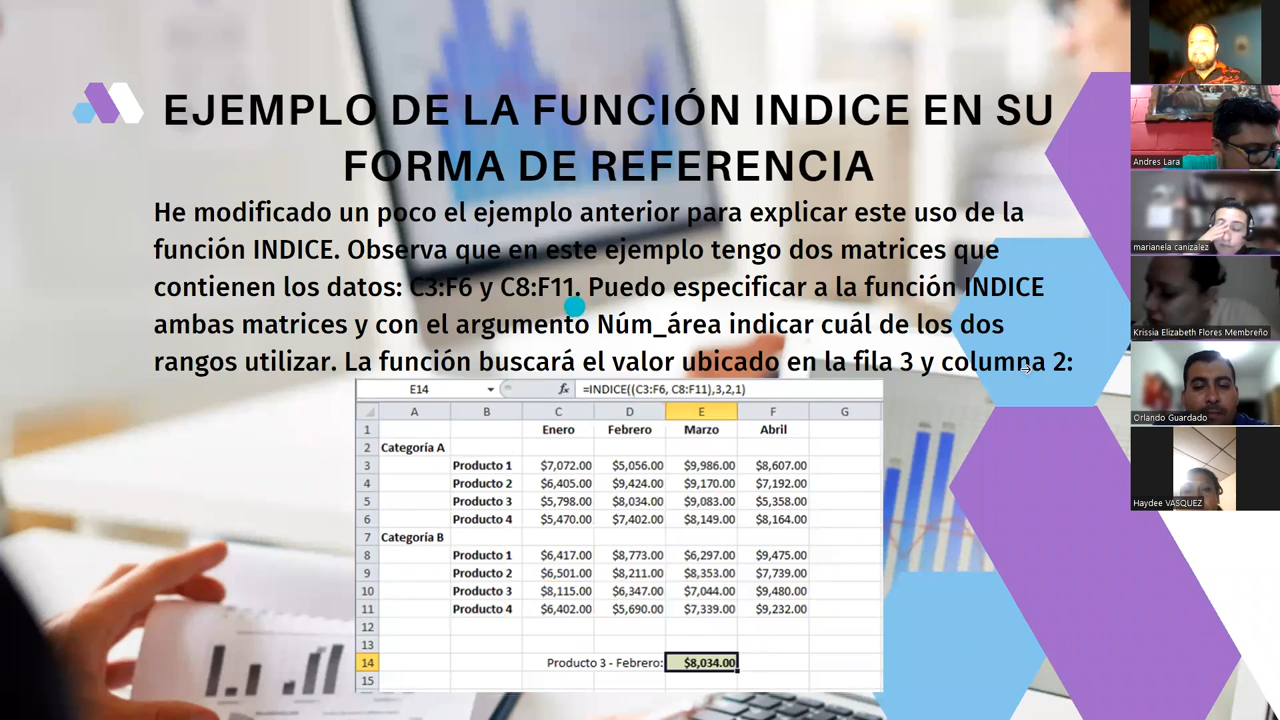 EJEMPLO DE LA FUNCIÓN INDICE EN SU
FORMA DE REFERENCIA
He modificado un poco el ejemplo anterior para explicar este uso de la
función INDICE. Observa que en este ejemplo tengo dos matrices que
contienen los datos: C3:F6 y C8:F11. Puedo especificar a la función INDICE
ambas matrices y con el argumento Núm_área indicar cuál de los dos
rangos utilizar. La función buscará el valor ubicado en la fila 3 y columna 2:
E14 fx =INDICE((C3:F6, C8:F11),3,2,1)
A B C D E F G
1 Enero Febrero Marzo Abril
2 Categoría A
3 Producto 1 $7,072.00 $5,056.00 $9,986.00 $8,607.00
4 Producto 2 $6,405.00 $9,424.00 $9,170.00 $7,192.00
5 Producto 3 $5,798.00 $8,034.00 $9,083.00 $5,358.00
6 Producto 4 $5,470.00 $7,402.00 $8,149.00 $8,164.00
7 Categoría B
8 Producto 1 $6,417.00 $8,773.00 $6,297.00 $9,475.00
9 Producto 2 $6,501.00 $8,211.00 $8,353.00 $7,739.00
10 Producto 3 $8,115.00 $6,347.00 $7,044.00 $9,480.00
11 Producto 4 $6,402.00 $5,690.00 $7,339.00 $9,232.00
12
13
14 Producto 3 - Febrero: $8,034.00
15
Andres Lara
marianela canizalez
Krissia Elizabeth Flores Membreño
Orlando Guardado
Haydee VASQUEZ